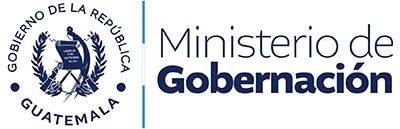 GOBIERNO DE LA REPÚBLICA
GUATEMALA
Ministerio de
Gobernación